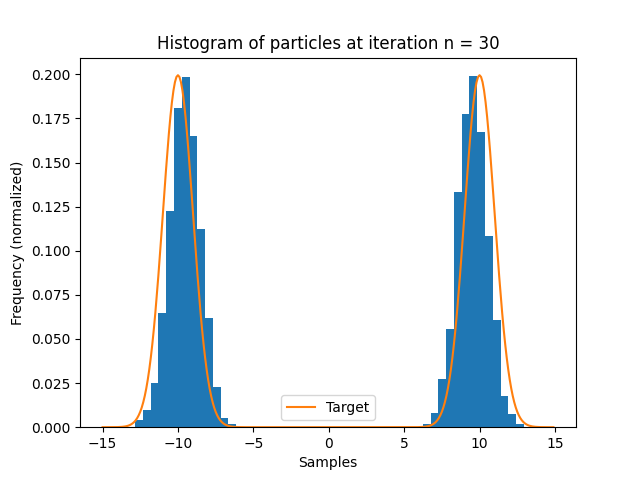 Histogram of particles at iteration n = 30
Frequency (normalized)
0.200
0.175
0.150
0.125
0.100
0.075
0.050
0.025
0.000
Target
−15 −10 −5 0 5 10 15
Samples